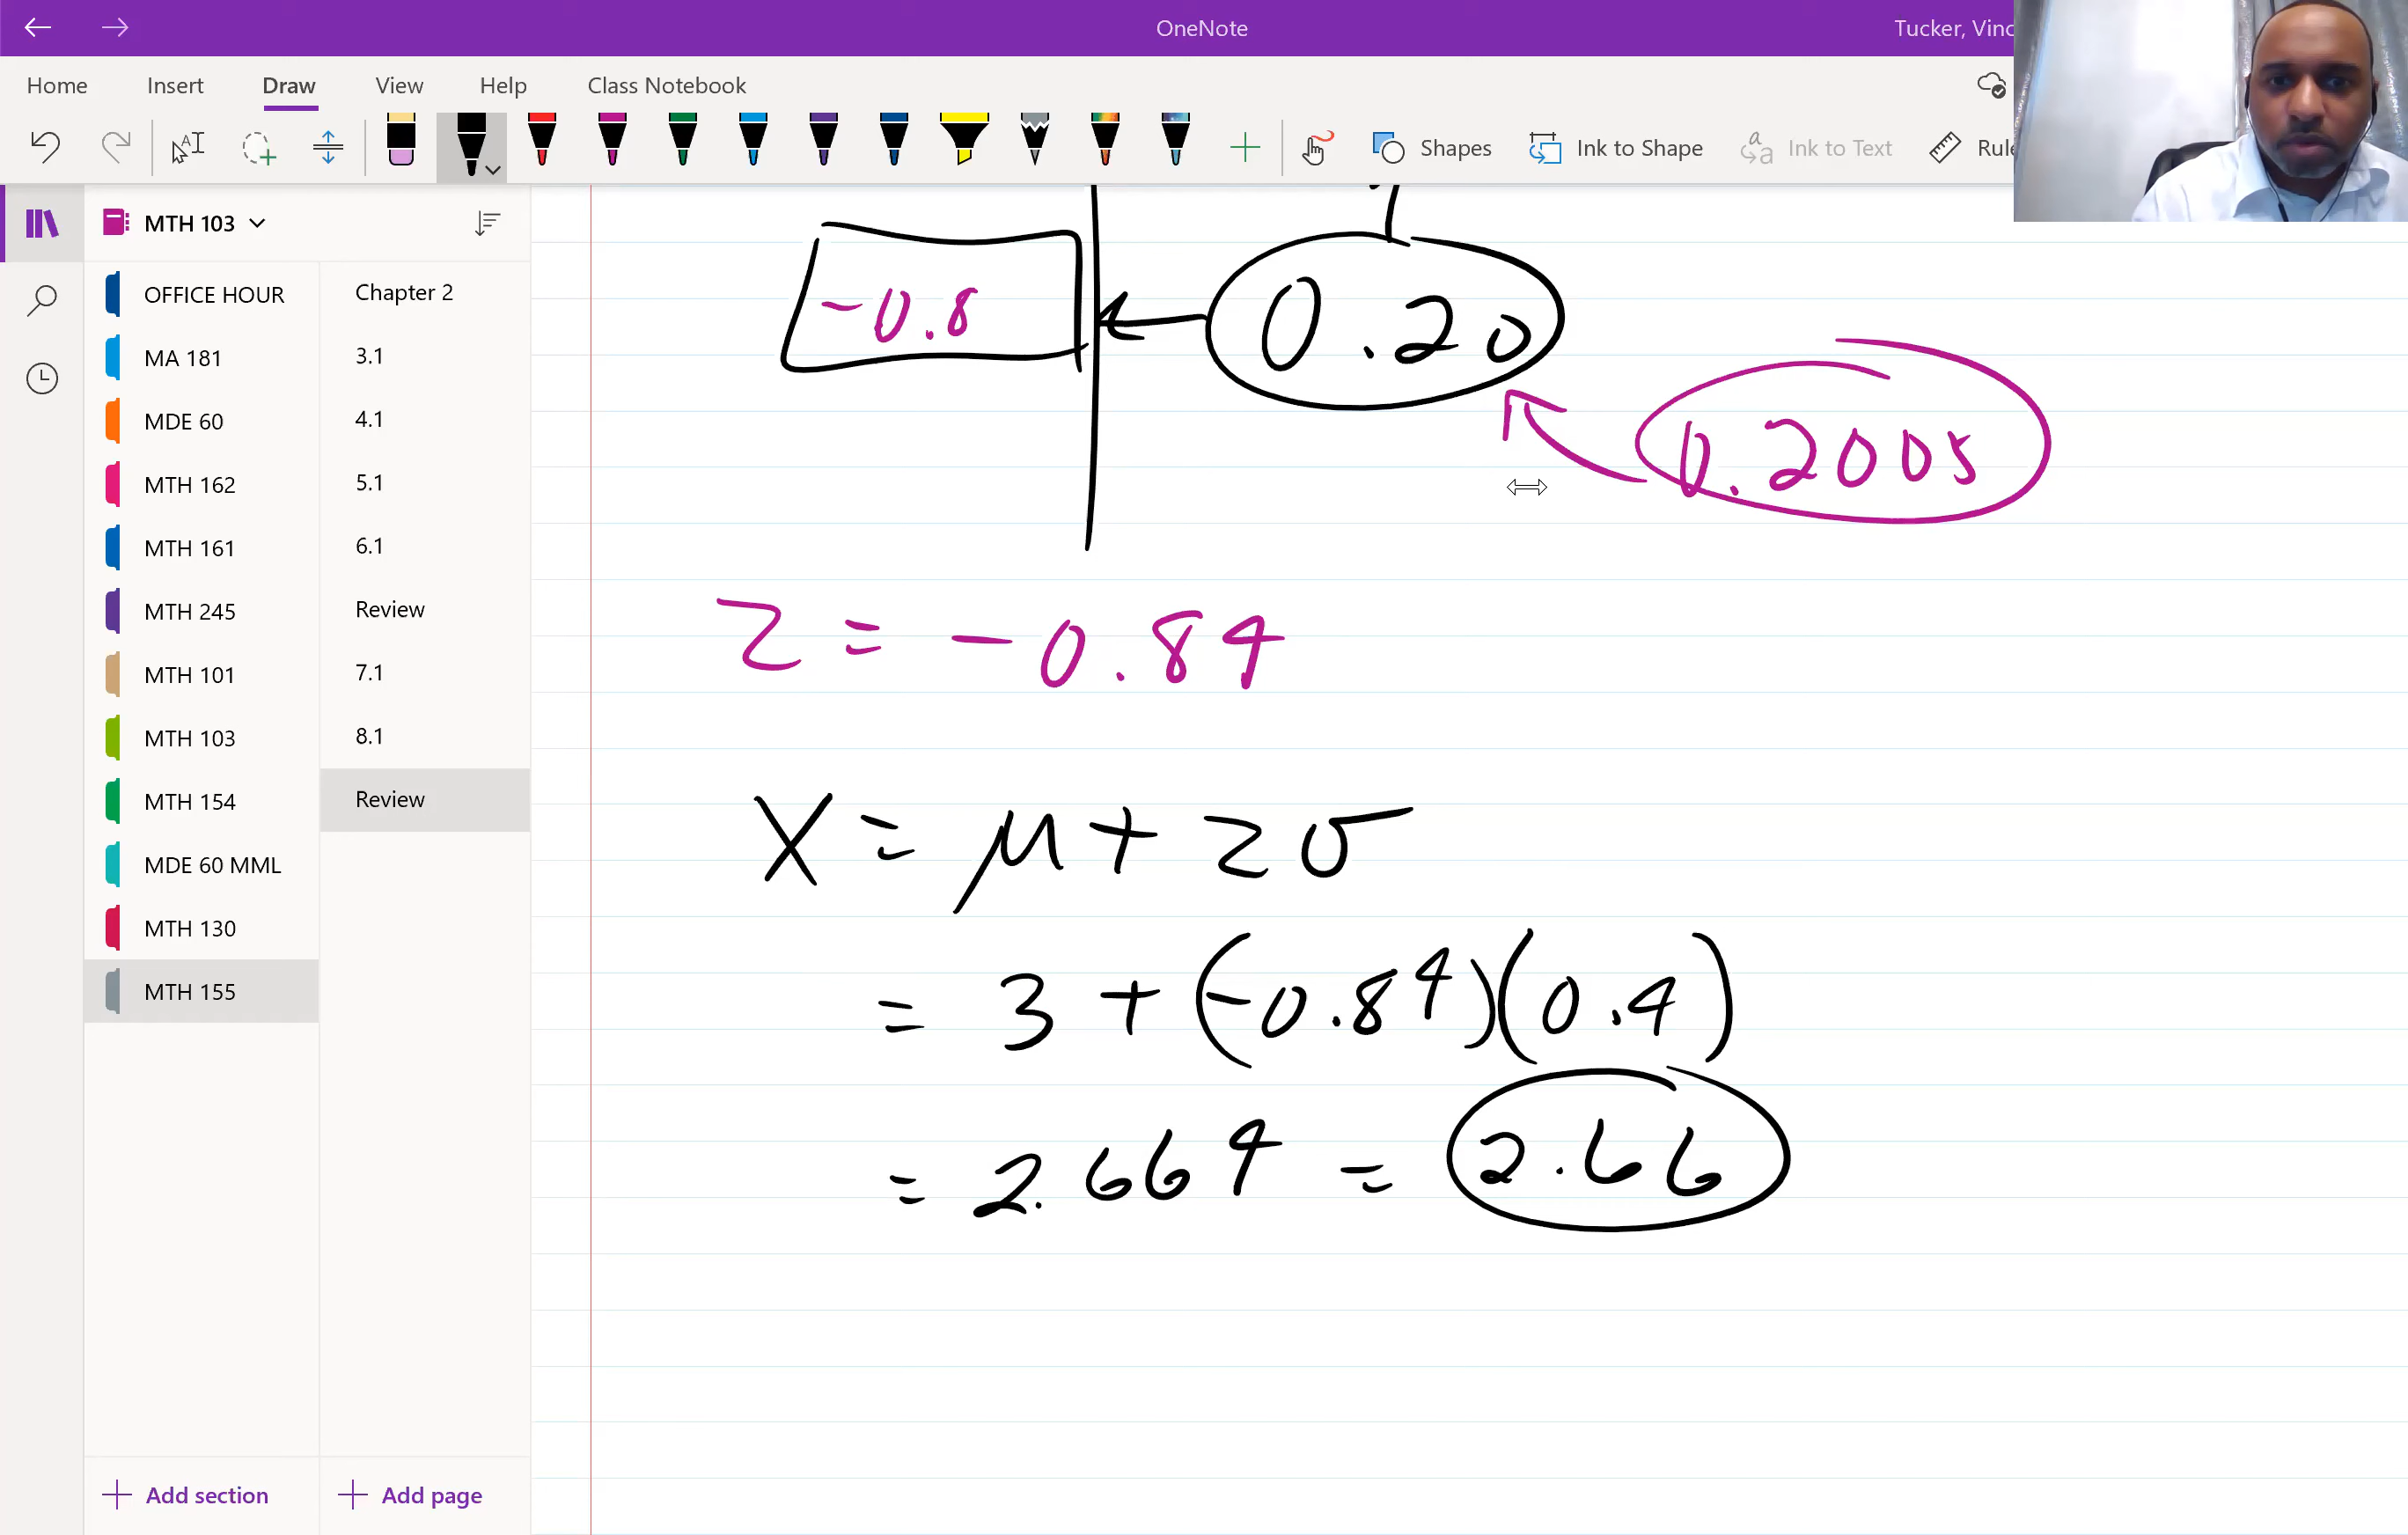 OneNote
Tucker, Vinc
Home Insert Draw View Help Class Notebook
Shapes Ink to Shape Ink to Text Rule
MTH 103
OFFICE HOUR
MA 181
MDE 60
MTH 162
MTH 161
MTH 245
MTH 101
MTH 103
MTH 154
MDE 60 MML
MTH 130
MTH 155
Add section
Chapter 2
3.1
4.1
5.1
6.1
Review
7.1
8.1
Review
Add page
-0.8
0.20
0.2005
z = -0.84
X = μ + zσ
= 3 + (-0.84)(0.4)
= 2.664 = 2.66